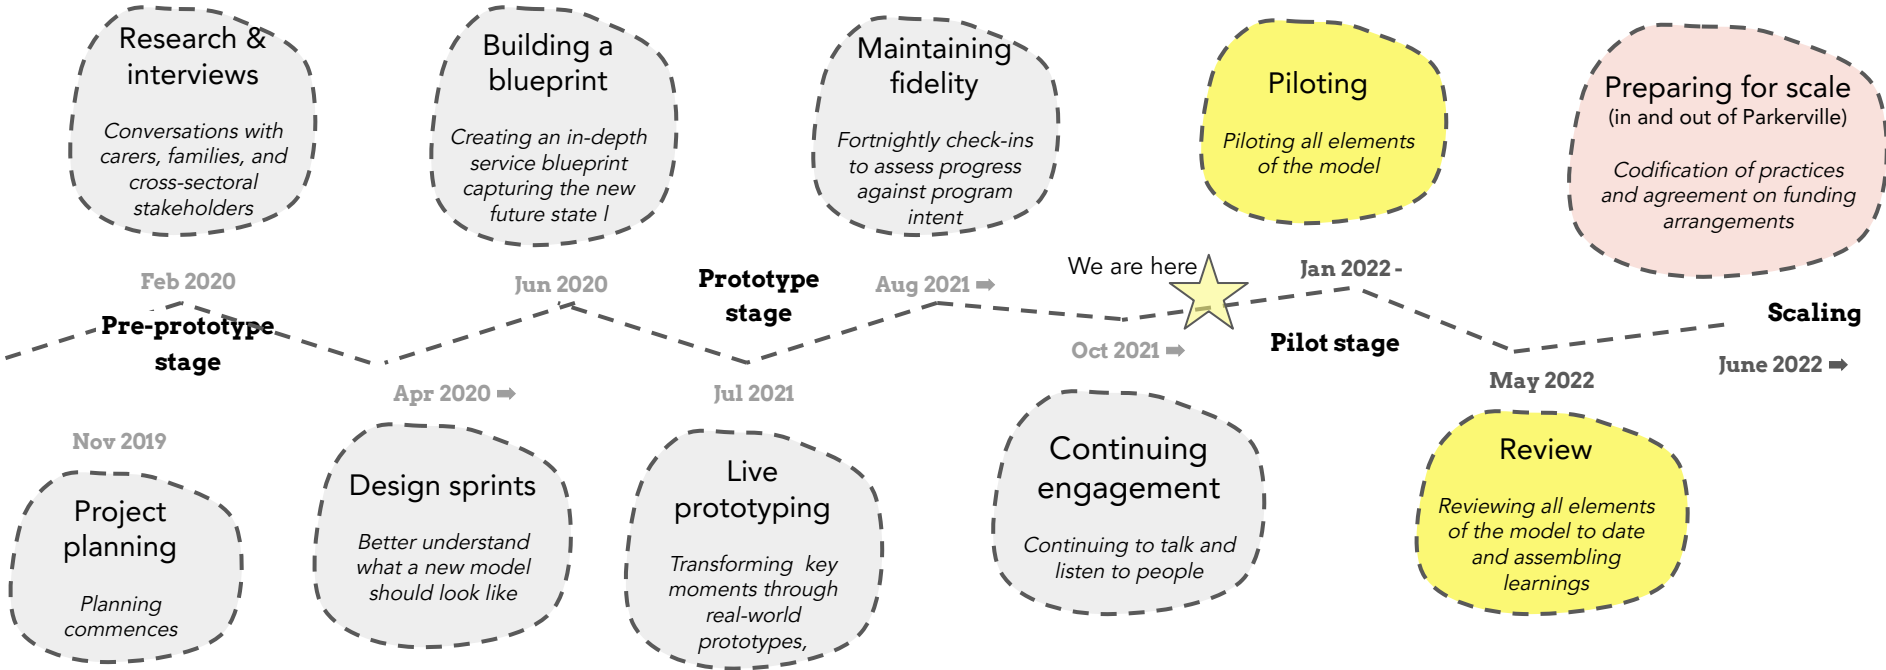 Research &
interviews
Conversations with
carers, families, and
cross-sectoral
stakeholders
Building a
blueprint
Creating an in-depth
service blueprint
capturing the new
future state l
Maintaining
fidelity
Fortnightly check-ins
to assess progress
against program
intent
Piloting
Piloting all elements
of the model
Preparing for scale
(in and out of Parkerville)
Codification of practices
and agreement on funding
arrangements
Feb 2020
Jun 2020
Prototype
stage
Aug 2021 ➡
We are here
Jan 2022 -
Pre-prototype
stage
Pilot stage
Scaling
Nov 2019
Apr 2020 ➡
Jul 2021
Oct 2021 ➡
May 2022
June 2022 ➡
Project
planning
Planning
commences
Design sprints
Better understand
what a new model
should look like
Live
prototyping
Transforming  key
moments through
real-world
prototypes,
Continuing
engagement
Continuing to talk and
listen to people
Review
Reviewing all elements
of the model to date
and assembling
learnings